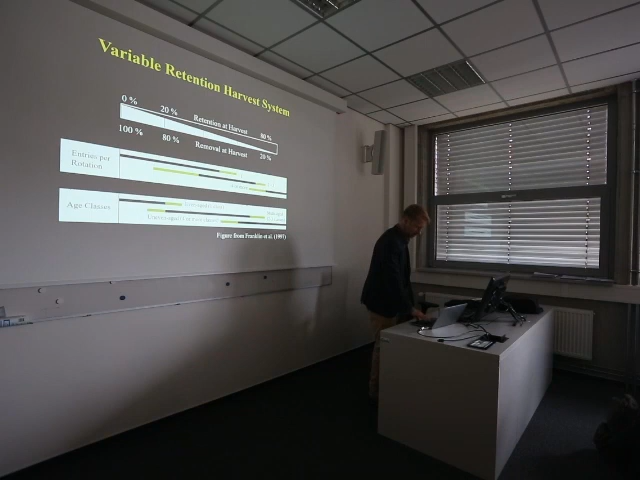 Variable Retention Harvest System
0 % 20 % Retention at Harvest 80 %
100 % 80 % Removal at Harvest 20 %
Entries per
Rotation
Age Classes
Figure from Franklin et al. (1997)